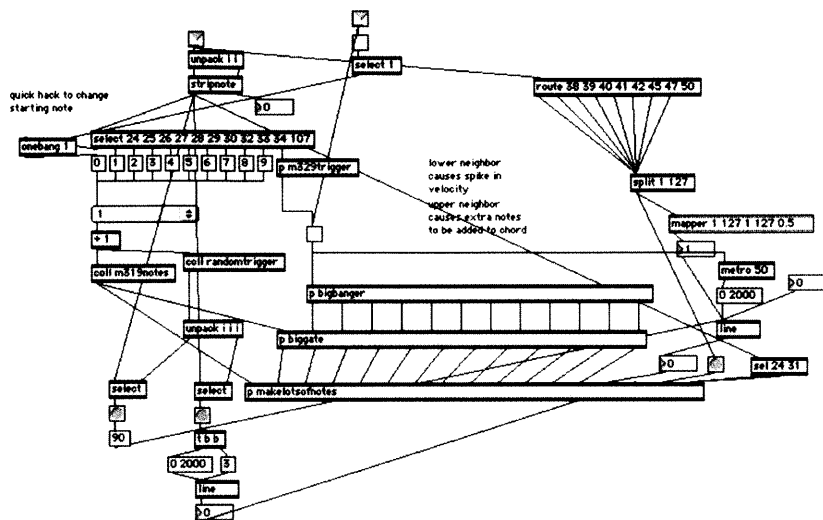 unpack i i
select 1
stripnote
quick hack to change
starting note
0
route 38 39 40 41 42 45 47 50
onebang 1
select 24 25 26 27 28 29 30 32 33 34 107
0 1 2 3 4 5 6 7 8 9
p m329trigger
lower neighbor
causes spike in
velocity
upper neighbor
causes extra notes
to be added to chord
split 1 127
1
mapper 1 127 1 127 0.5
+ 1
1
coll m319notes
coll randomtrigger
metro 50
p bigbanger
0 2000
0
unpack i i i
line
p biggate
select
select
p makelotsofnotes
0
sel 24 31
90
t b b
0 2000
3
line
0